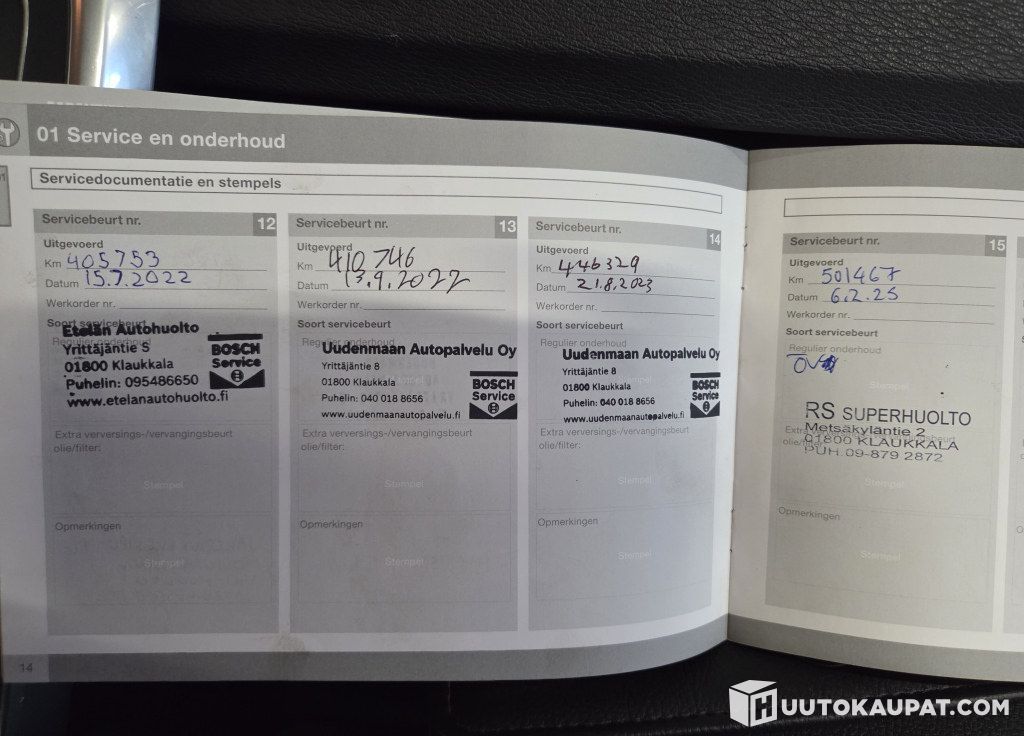 01 Service en onderhoud
Servicedocumentatie en stempels
Servicebeurt nr. 12
Uitgevoerd
Km 405753
Datum 15.7.2022
Werkorder nr.
Soort servicebeurt
Regulier onderhoud
Etelän Autohuolto
Yrittäjäntie
01800 Klaukkala
Puhelin: 095486650
www.etelanautohuolto.fi
BOSCH
Service
Extra verversings-/vervangingsbeurt
olie/filter:
Stempel
Opmerkingen
Stempel
Servicebeurt nr. 13
Uitgevoerd
Km 410746
Datum 13.9.2022
Werkorder nr.
Soort servicebeurt
Uudenmaan Autopalvelu Oy
Yrittäjäntie 8
01800 Klaukkala
Puhelin: 040 018 8656
www.uudenmaanautopalvelu.fi
BOSCH
Service
Extra verversings-/vervangingsbeurt
olie/filter:
Stempel
Opmerkingen
Stempel
Servicebeurt nr. 14
Uitgevoerd
Km 446329
Datum 21.8.2023
Werkorder nr.
Soort servicebeurt
Uudenmaan Autopalvelu Oy
Yrittäjäntie 8
01800 Klaukkala
Puhelin: 040 018 8656
www.uudenmaanautopalvelu.fi
BOSCH
Service
Extra verversings-/vervangingsbeurt
olie/filter:
Stempel
Opmerkingen
Stempel
14
Servicebeurt nr. 15
Uitgevoerd
Km 501467
Datum 6.2.25
Werkorder nr.
Soort servicebeurt
Regulier onderhoud
Stempel
RS SUPERHUOLTO
Metsäkyläntie 2
01800 KLAUKKALA
PUH. 09-879 2872
Stempel
Opmerkingen
Stempel
HUUTOKAUPAT.COM